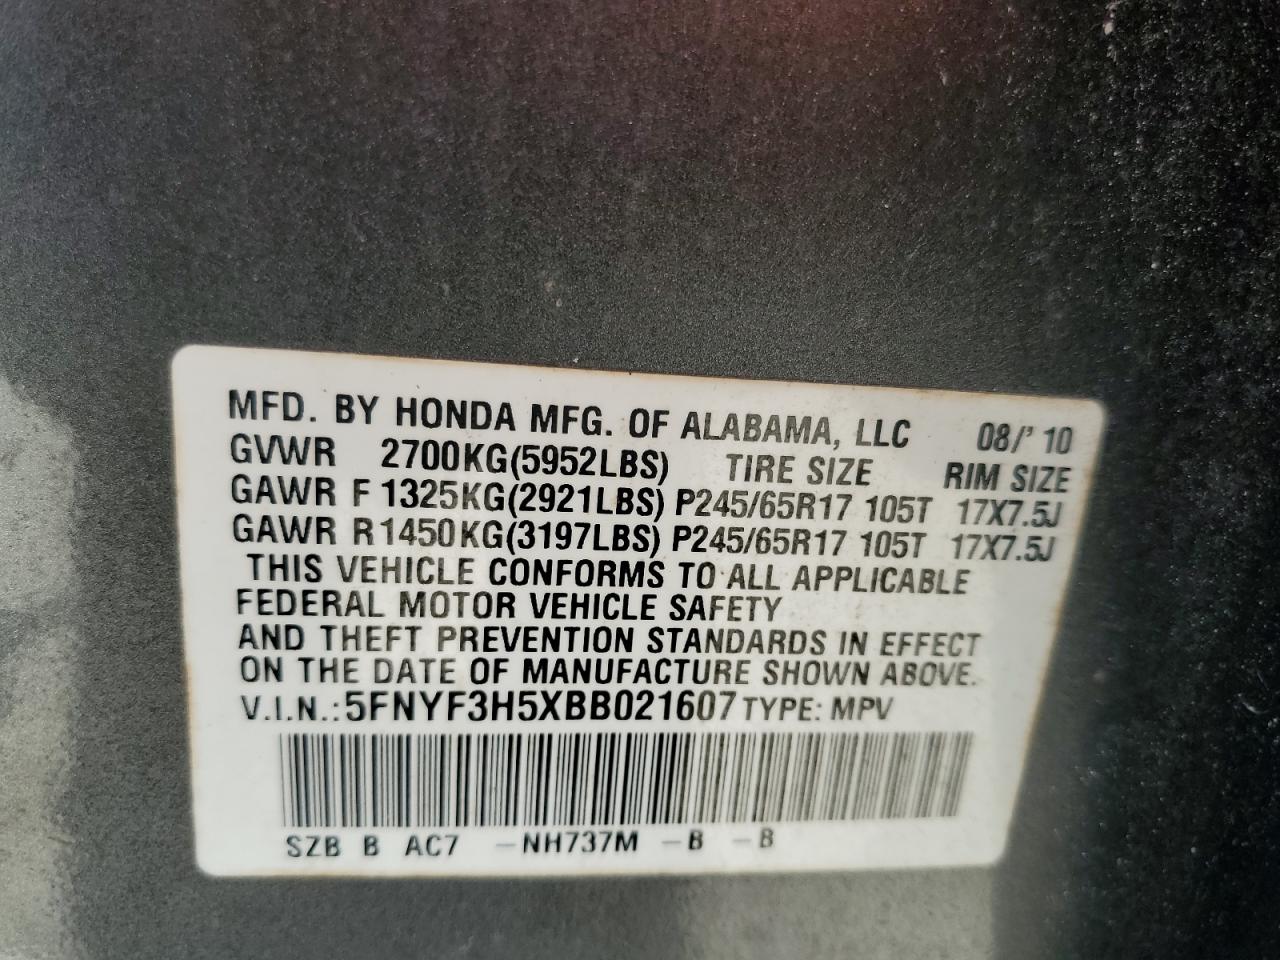 MFD. BY HONDA MFG. OF ALABAMA, LLC 08/'10
GVWR 2700KG(5952LBS) TIRE SIZE RIM SIZE
GAWR F 1325KG(2921LBS) P245/65R17 105T 17X7.5J
GAWR R 1450KG(3197LBS) P245/65R17 105T 17X7.5J
THIS VEHICLE CONFORMS TO ALL APPLICABLE
FEDERAL MOTOR VEHICLE SAFETY
AND THEFT PREVENTION STANDARDS IN EFFECT
ON THE DATE OF MANUFACTURE SHOWN ABOVE.
V.I.N.:5FNYF3H5XBB021607 TYPE: MPV
SZB B AC7 -NH737M -B -B